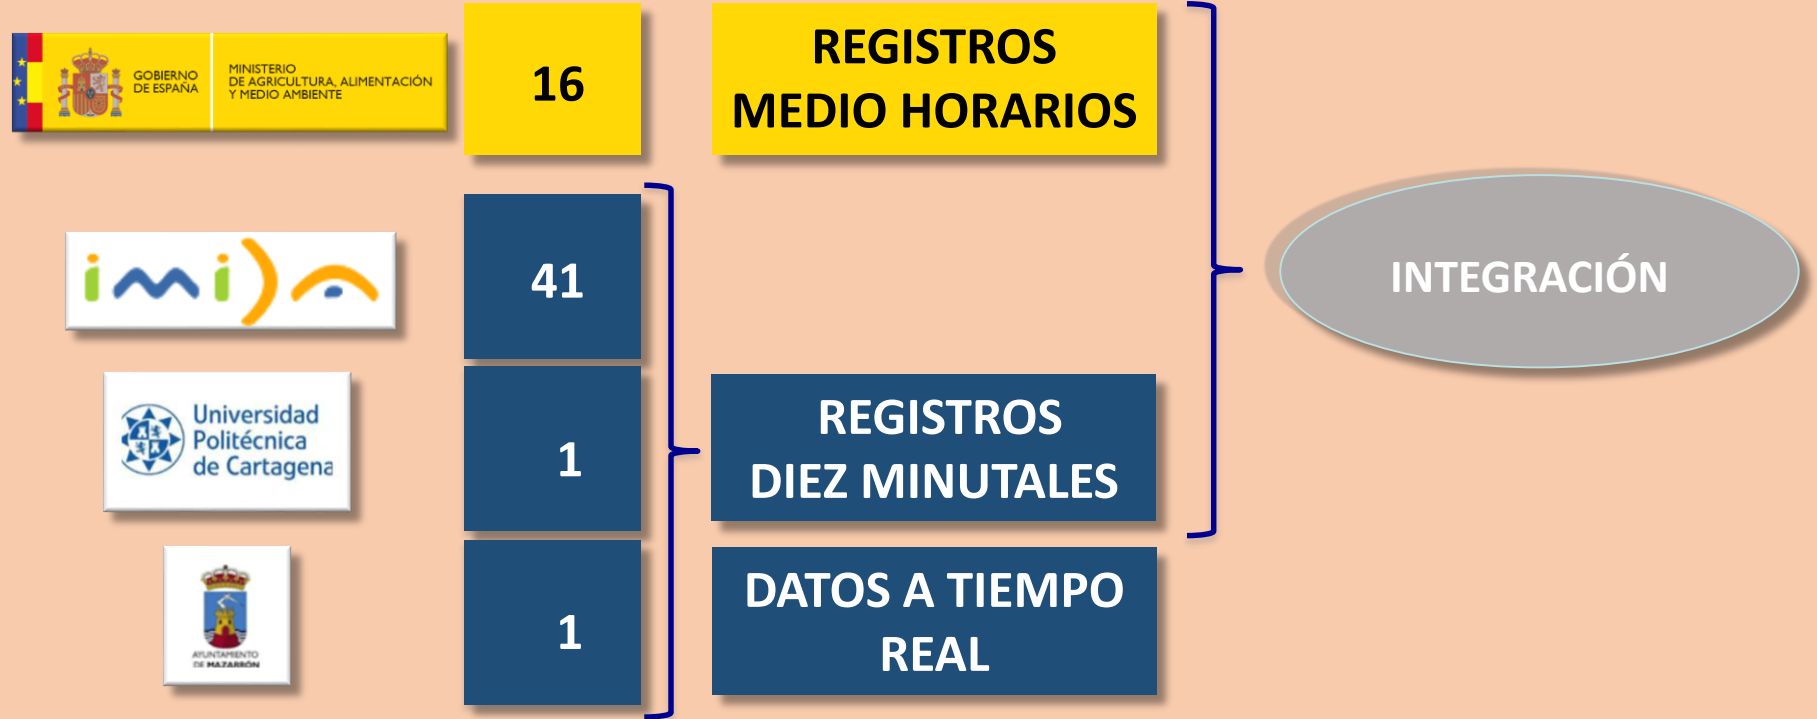 GOBIERNO
DE ESPAÑA
MINISTERIO
DE AGRICULTURA, ALIMENTACIÓN
Y MEDIO AMBIENTE
16
REGISTROS
MEDIO HORARIOS
imida
41
INTEGRACIÓN
Universidad
Politécnica
de Cartagena
1
REGISTROS
DIEZ MINUTALES
AYUNTAMIENTO
DE MAZARRÓN
1
DATOS A TIEMPO
REAL